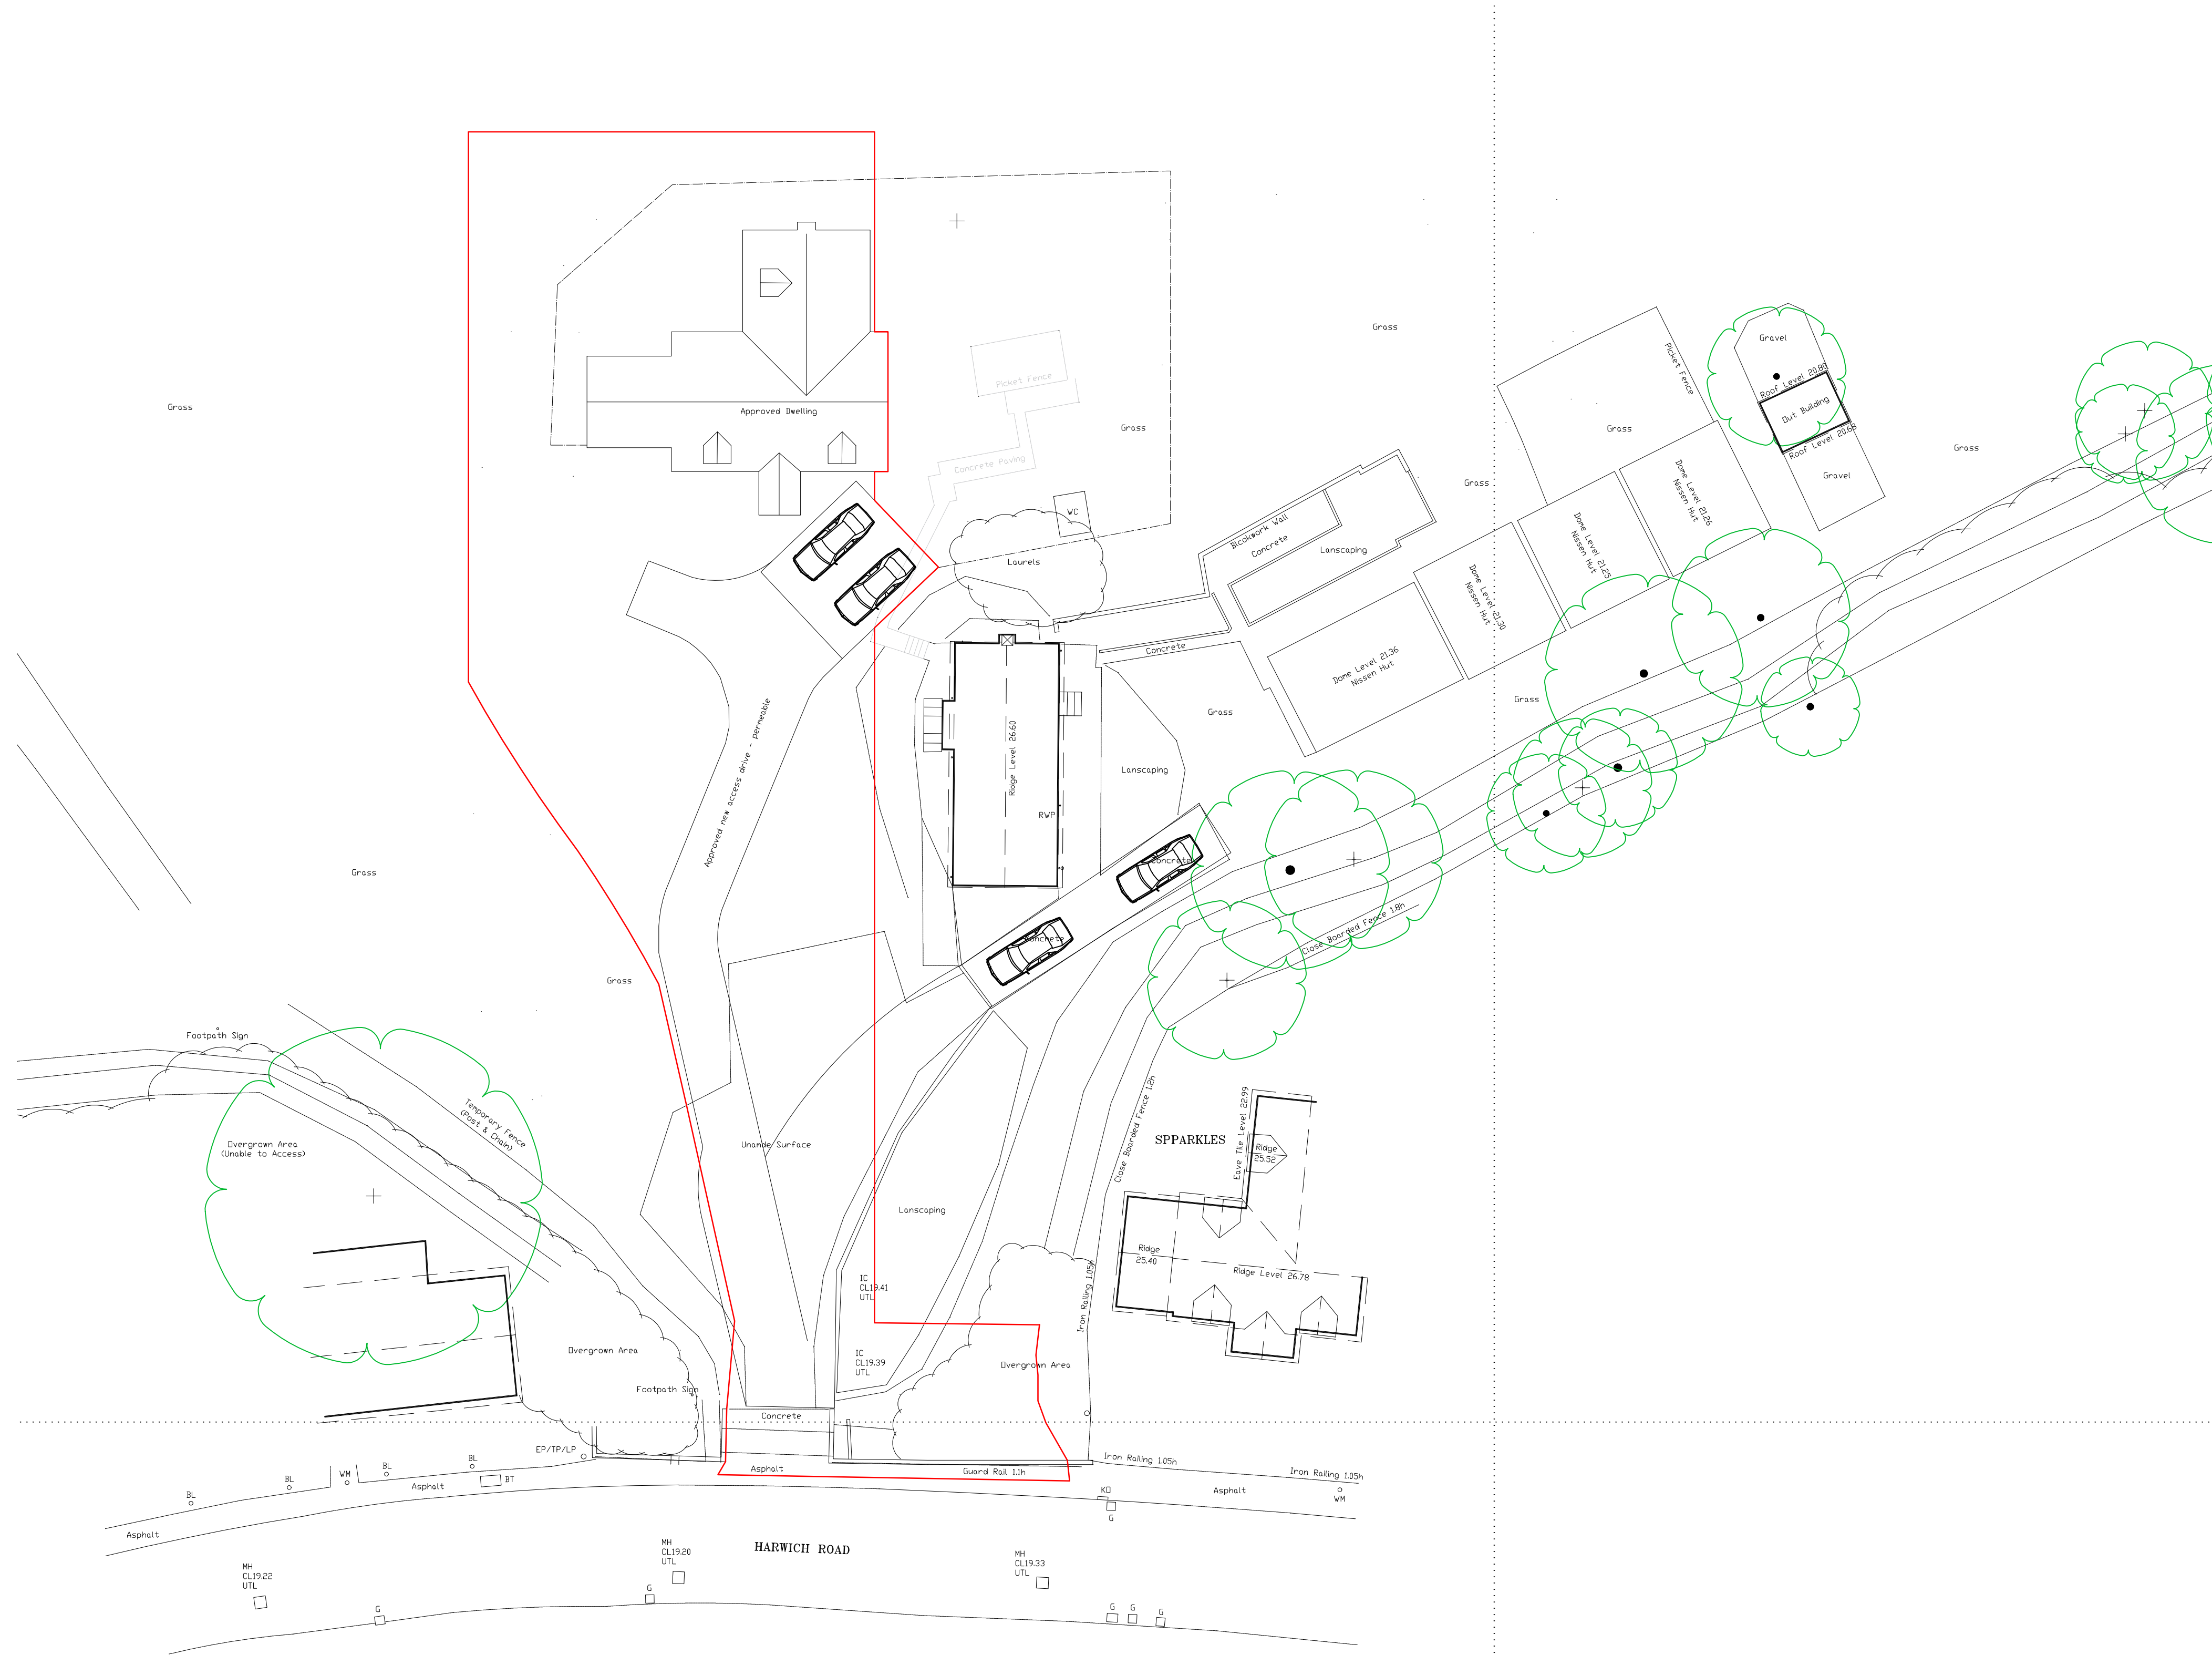 Grass
Gravel
Picket Fence
Roof Level 20.80
Out Building
Roof Level 20.68
Gravel
Grass
Grass
Picket Fence
Approved Dwelling
Grass
Grass
Concrete Paving
Grass
Grass
Dome Level 21.26
Nissen Hut
WC
Blcokwork Wall
Concrete
Lanscaping
Dome Level 21.25
Nissen Hut
Laurels
Dome Level 21.30
Nissen Hut
Concrete
Dome Level 21.36
Nissen Hut
Grass
Grass
Approved new access drive - permeable
Ridge Level 26.60
Lanscaping
RWP
Concrete
Grass
Close Boarded Fence 1.8h
Concrete
Grass
Footpath Sign
Temporary Fence
(Post & Chain)
Close Boarded Fence 1.2h
Eave Tile Level 22.99
SPPARKLES
Overgrown Area
(Unable to Access)
Unamde Surface
Ridge
25.52
Lanscaping
Ridge
25.40
Ridge Level 26.78
IC
CL19.41
UTL
Iron Railing 1.05h
Overgrown Area
IC
CL19.39
UTL
Overgrown Area
Footpath Sign
Concrete
EP/TP/LP
Iron Railing 1.05h
BL
BL
WM
BL
BL
BT
Asphalt
Asphalt
Guard Rail 1.1h
Iron Railing 1.05h
KO
Asphalt
WM
G
Asphalt
HARWICH ROAD
MH
CL19.20
UTL
MH
CL19.33
UTL
MH
CL19.22
UTL
G
G
G
G
G